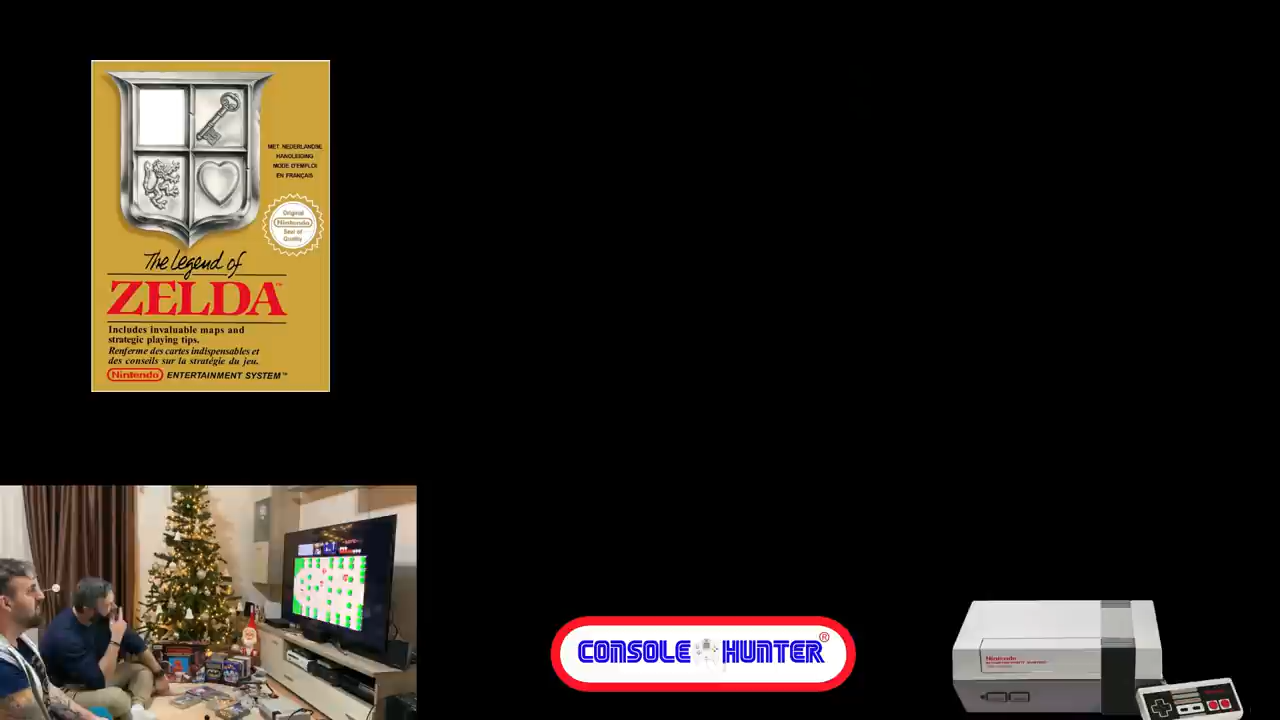 MET NEDERLANDSE
HANDLEIDING
MODE D'EMPLOI
EN FRANÇAIS
Original
Nintendo
Seal of
Quality
The Legend of
ZELDA™
Includes invaluable maps and
strategic playing tips.
Renferme des cartes indispensables et
des conseils sur la stratégie du jeu.
Nintendo ENTERTAINMENT SYSTEM™
CONSOLE HUNTER®
Nintendo